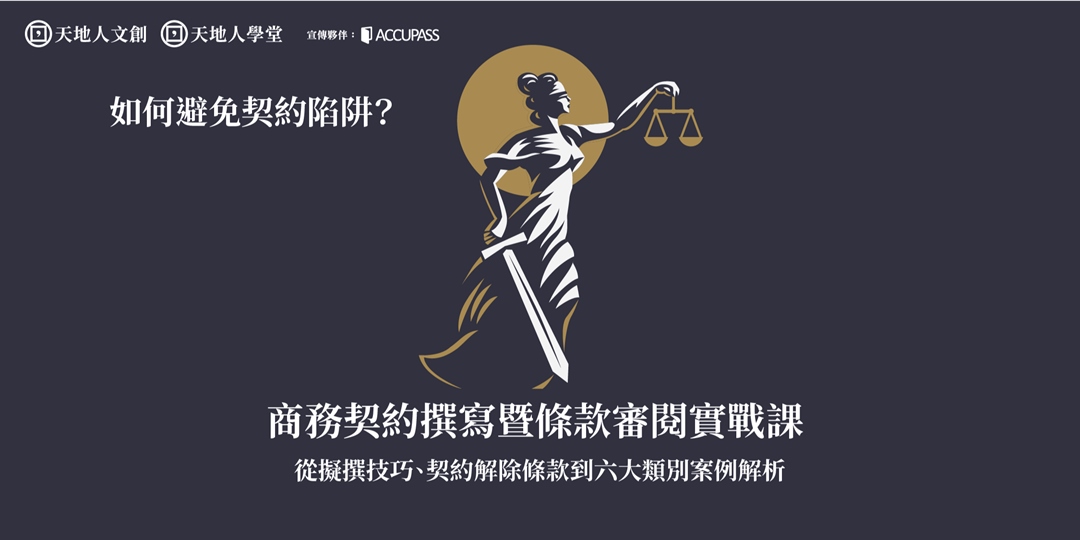 天地人文創 天地人學堂 宣傳夥伴：ACCUPASS
如何避免契約陷阱？
商務契約撰寫暨條款審閱實戰課
從擬撰技巧、契約解除條款到六大類別案例解析